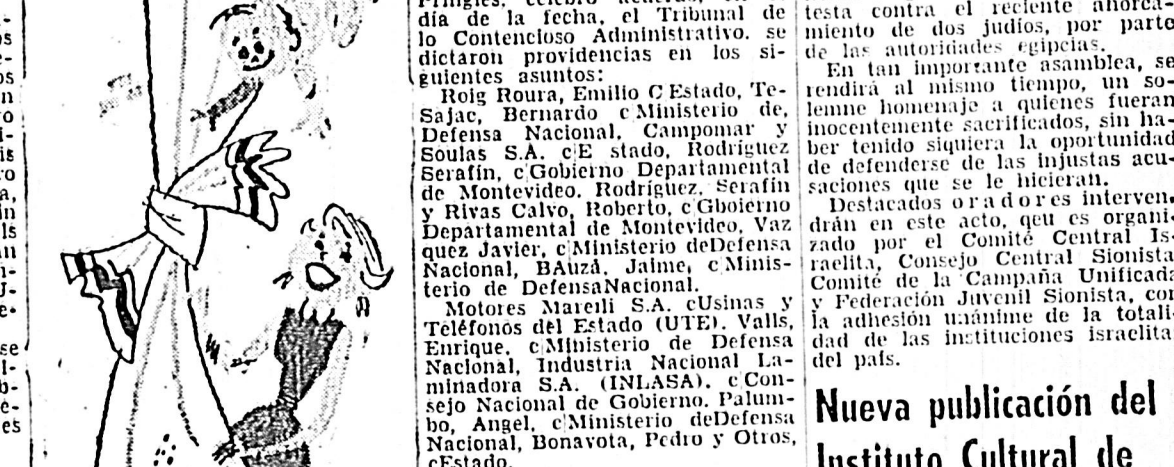 día de la fecha, el Tribunal de
lo Contencioso Administrativo. se
dictaron providencias en los si-
guientes asuntos:
Roig Roura, Emilio C Estado, Te-
Sajac, Bernardo c Ministerio de,
Defensa Nacional, Campomar y
Soulas S.A. c E stado, Rodríguez
Serafín, c Gobierno Departamental
de Montevideo. Rodríguez, Serafín
y Rivas Calvo, Roberto, c Gboierno
Departamental de Montevideo, Vaz
quez Javier, c Ministerio deDefensa
Nacional, BAuzá, Jaime, c Minis-
terio de DefensaNacional.
Motores Marelli S.A. cUsinas y
Teléfonos del Estado (UTE). Valls,
Enrique, c Ministerio de Defensa
Nacional, Industria Nacional La-
minadora S.A. (INLASA). c Con-
sejo Nacional de Gobierno. Palum-
bo, Angel, c Ministerio deDefensa
Nacional, Bonavota, Pedro y Otros,
cEstado.
testa contra el reciente ahorca-
miento de dos judíos, por parte
de las autoridades egipcias.
En tan importante asamblea, se
rendirá al mismo tiempo, un so-
lemne homenaje a quienes fueran
inocentemente sacrificados, sin ha-
ber tenido siquiera la oportunidad
de defenderse de las injustas acu-
saciones que se le hicieran.
Destacados oradores interven-
drán en este acto, qeu es organi-
zado por el Comité Central Is-
raelita, Consejo Central Sionista
Comité de la Campaña Unificada
y Federación Juvenil Sionista, con
la adhesión unánime de la totali-
dad de las instituciones israelita
del país.
Nueva publicación del
Instituto Cultural de